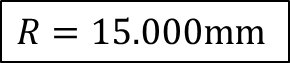 R = 15.000mm